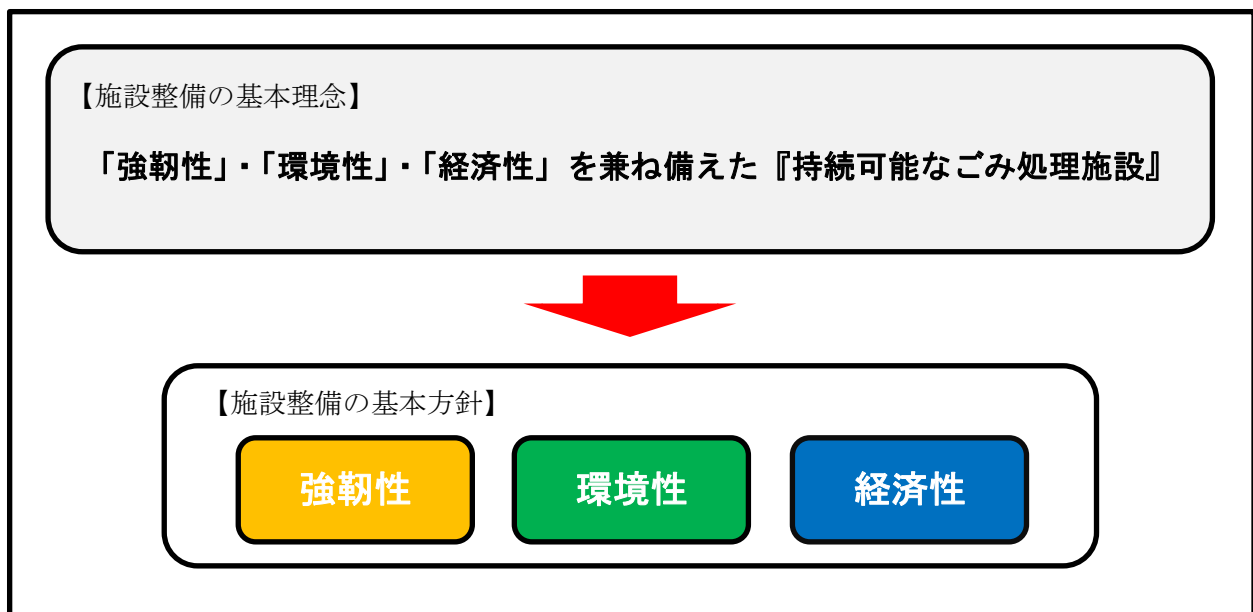 【施設整備の基本理念】
「強靭性」・「環境性」・「経済性」を兼ね備えた『持続可能なごみ処理施設』
【施設整備の基本方針】
強靭性
環境性
経済性